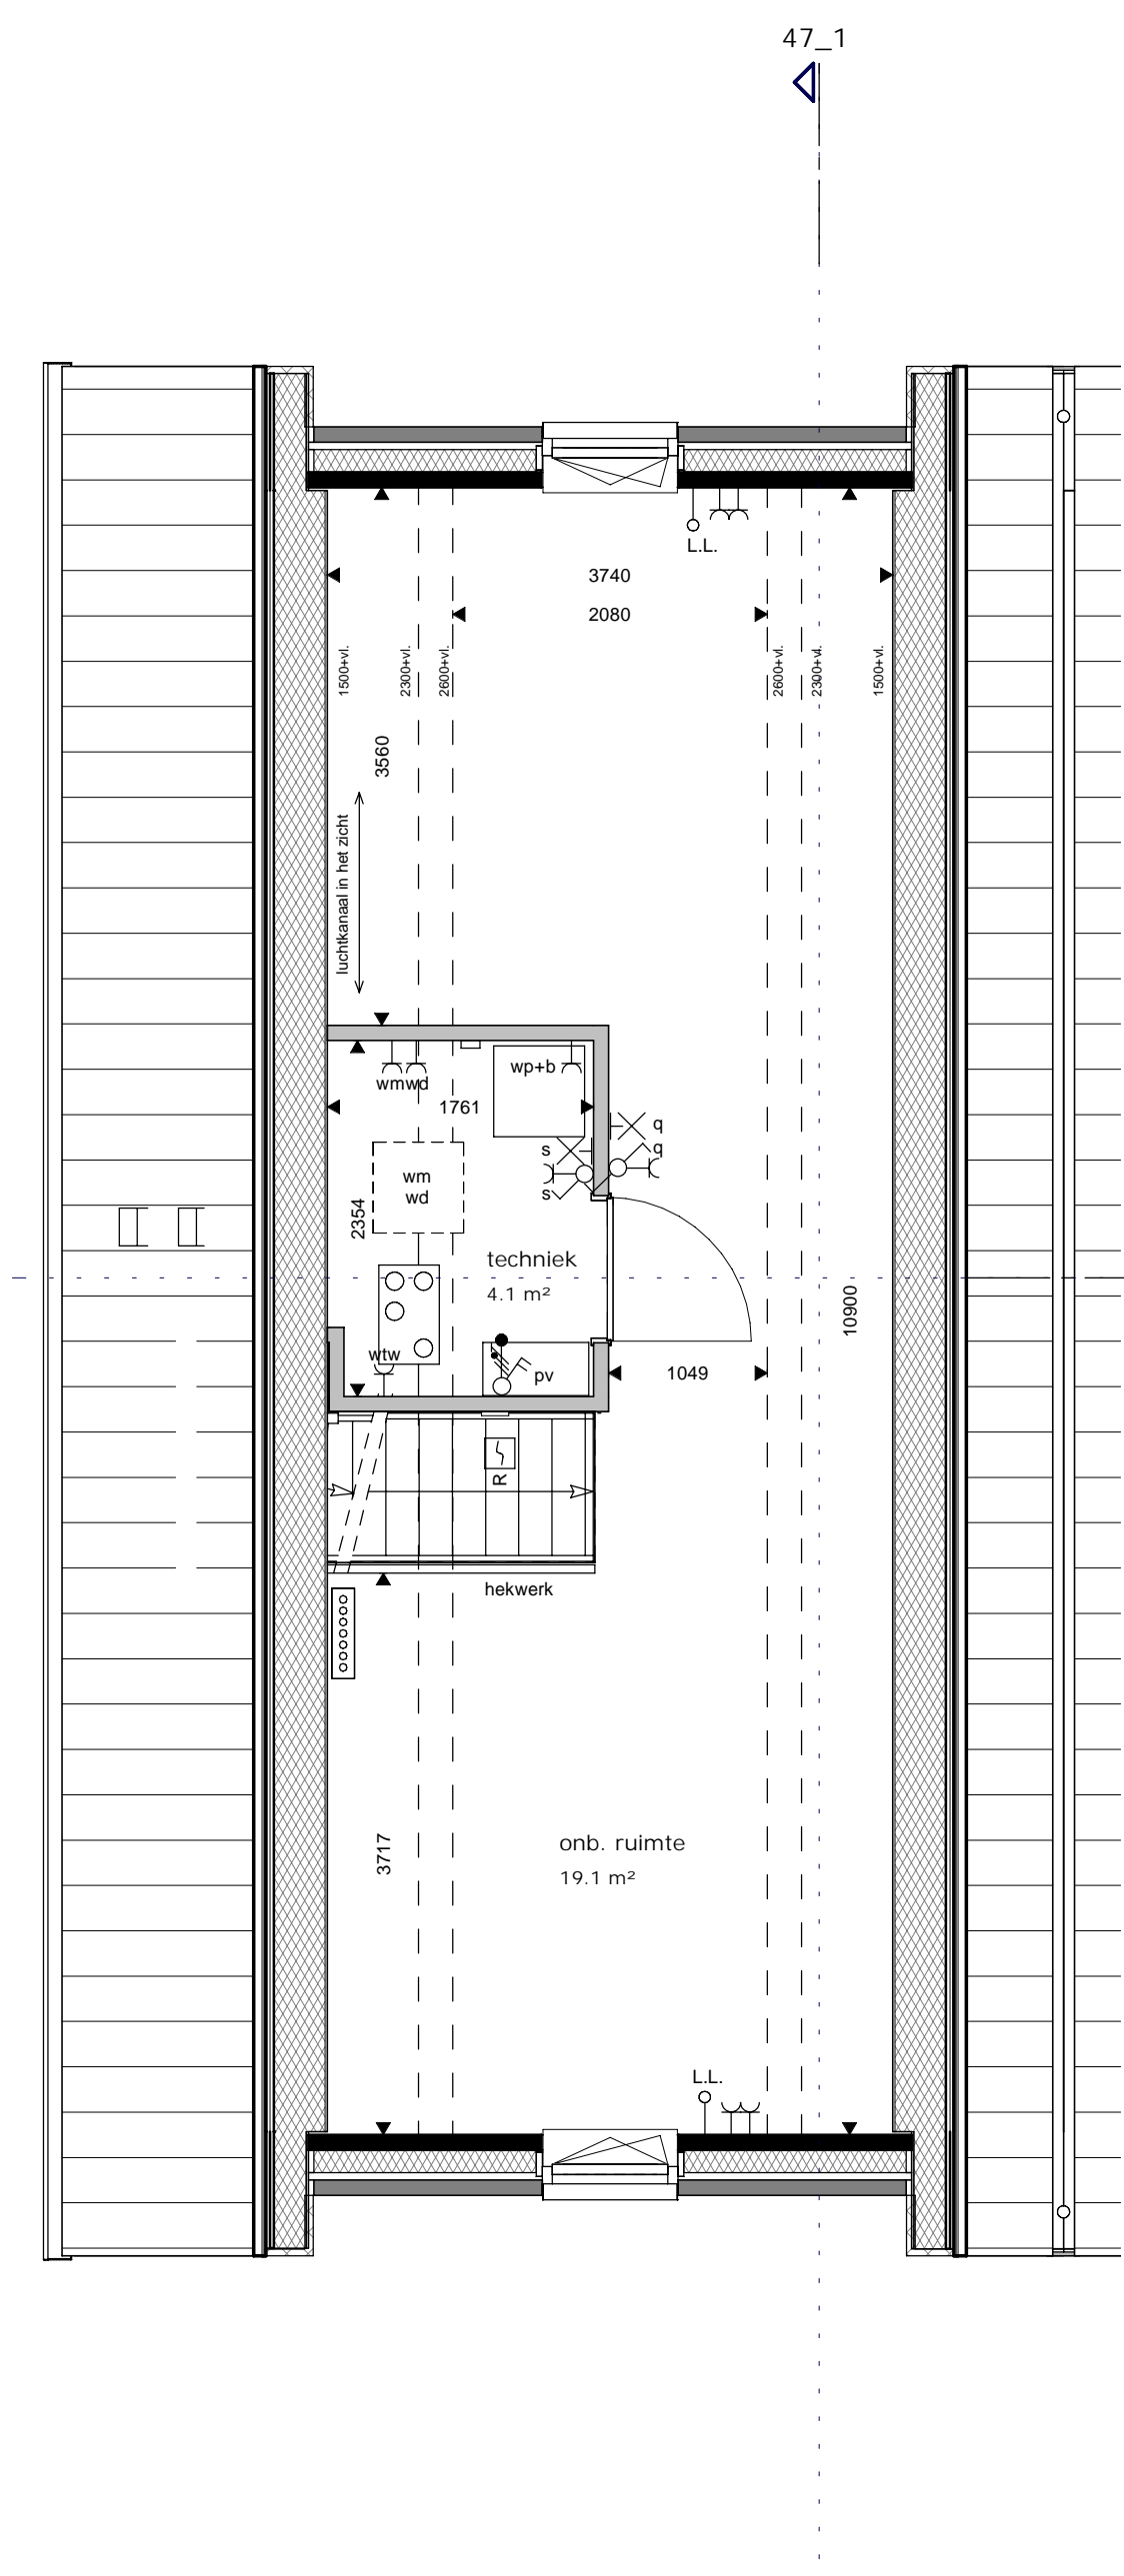 47_1
L.L.
3740
2080
1500+vl.
2300+vl.
2600+vl.
2600+vl.
2300+vl.
1500+vl.
3560
luchtkanaal in het zicht
wmwd
wp+b
1761
q
s
q
s
wm
wd
2354
techniek
4.1 m²
10900
wtw
pv
1049
R
hekwerk
3717
onb. ruimte
19.1 m²
L.L.